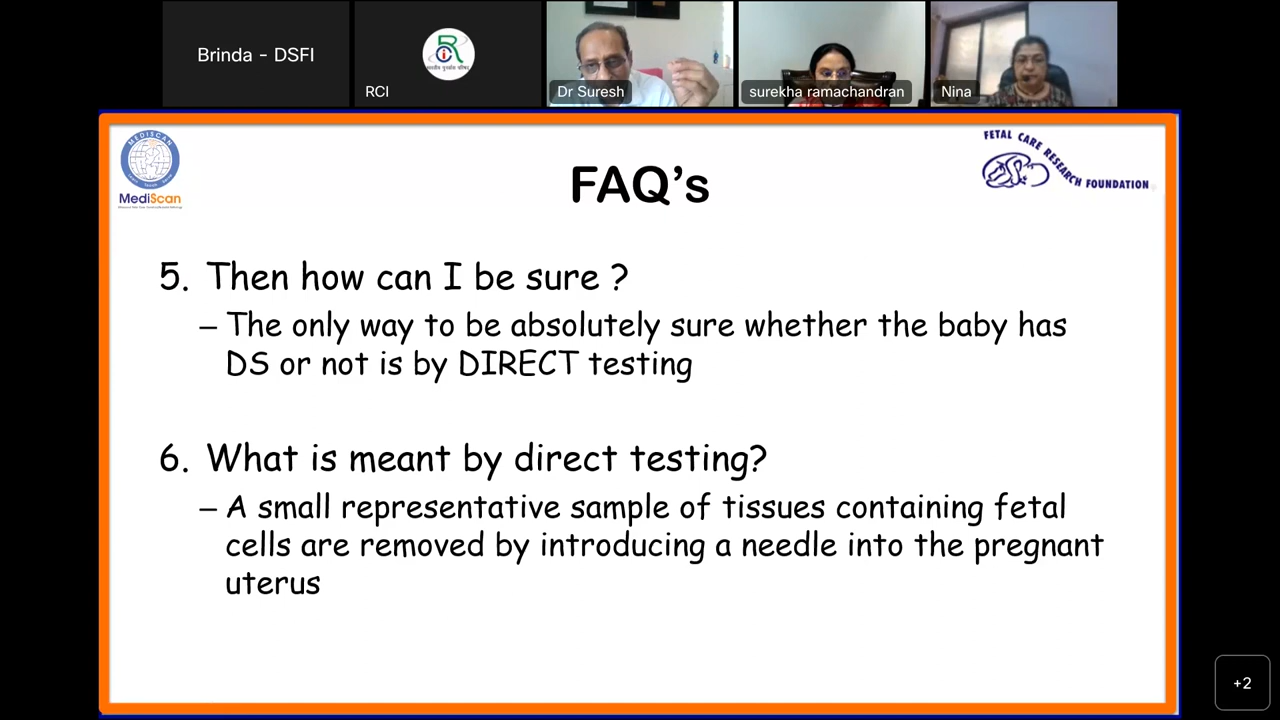 Brinda - DSFI
RCI
Dr Suresh
surekha ramachandran
Nina
MEDISCAN
MediScan
FETAL CARE RESEARCH FOUNDATION
FAQ’s
5. Then how can I be sure ?
– The only way to be absolutely sure whether the baby has
DS or not is by DIRECT testing
6. What is meant by direct testing?
– A small representative sample of tissues containing fetal
cells are removed by introducing a needle into the pregnant
uterus
+2